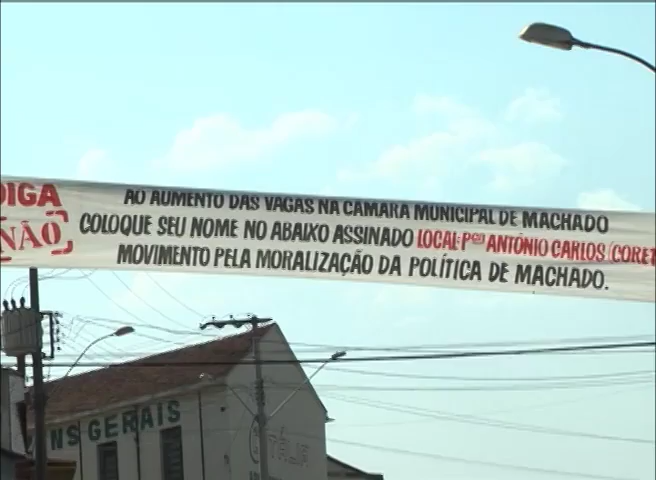 DIGA
NÃO
AO AUMENTO DAS VAGAS NA CAMARA MUNICIPAL DE MACHADO
COLOQUE SEU NOME NO ABAIXO ASSINADO LOCAL: Pça ANTÔNIO CARLOS (CORET
MOVIMENTO PELA MORALIZAÇÃO DA POLÍTICA DE MACHADO.
NS GERAIS